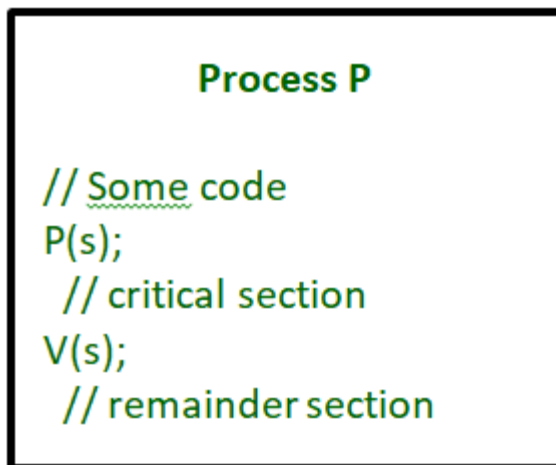 Process P
// Some code
P(s);
// critical section
V(s);
// remainder section